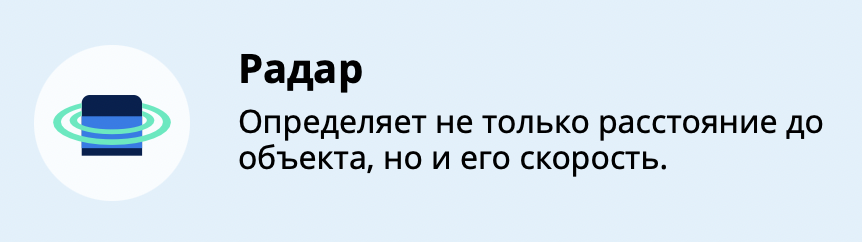 Радар
Определяет не только расстояние до
объекта, но и его скорость.